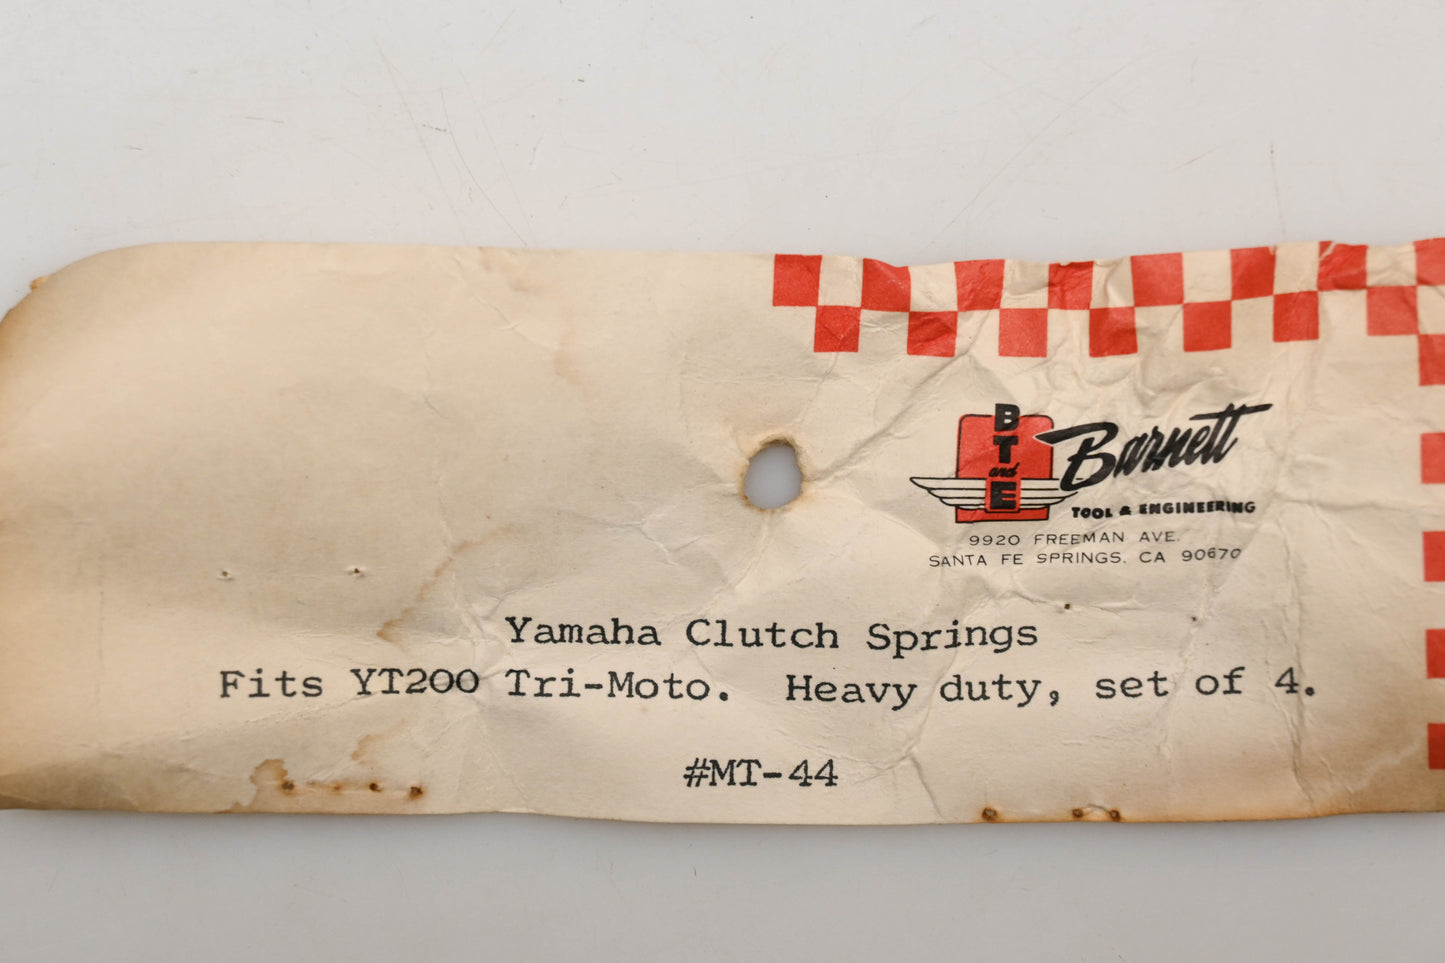 BT and E
Barnett
TOOL & ENGINEERING
9920 FREEMAN AVE.
SANTA FE SPRINGS, CA 90670
Yamaha Clutch Springs
Fits YT200 Tri-Moto.  Heavy duty, set of 4.
#MT-44